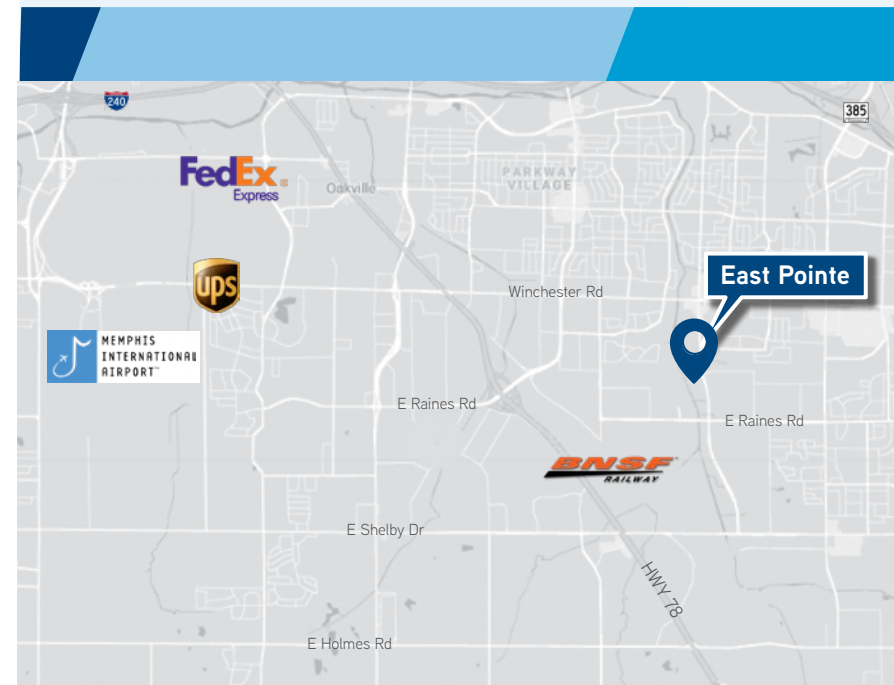 240
385
FedEx®
Express
Oakville
PARKWAY
VILLAGE
ups
East Pointe
Winchester Rd
MEMPHIS
INTERNATIONAL
AIRPORT™
E Raines Rd
E Raines Rd
BNSF
RAILWAY
E Shelby Dr
HWY 78
E Holmes Rd